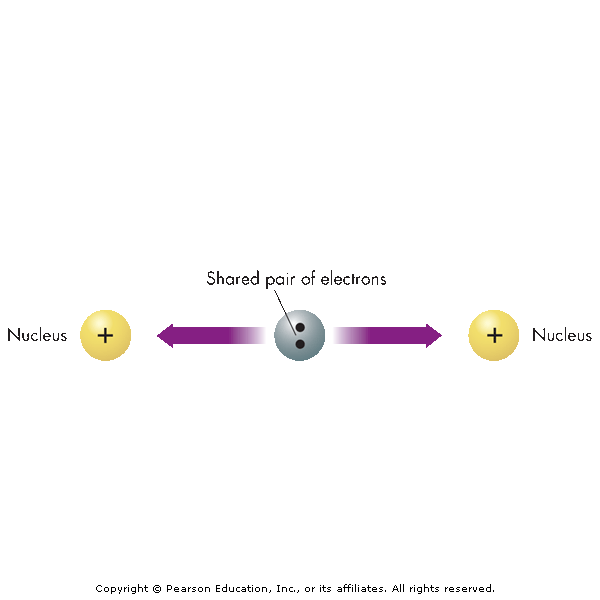 Shared pair of electrons
Nucleus + + Nucleus
Copyright © Pearson Education, Inc., or its affiliates. All rights reserved.